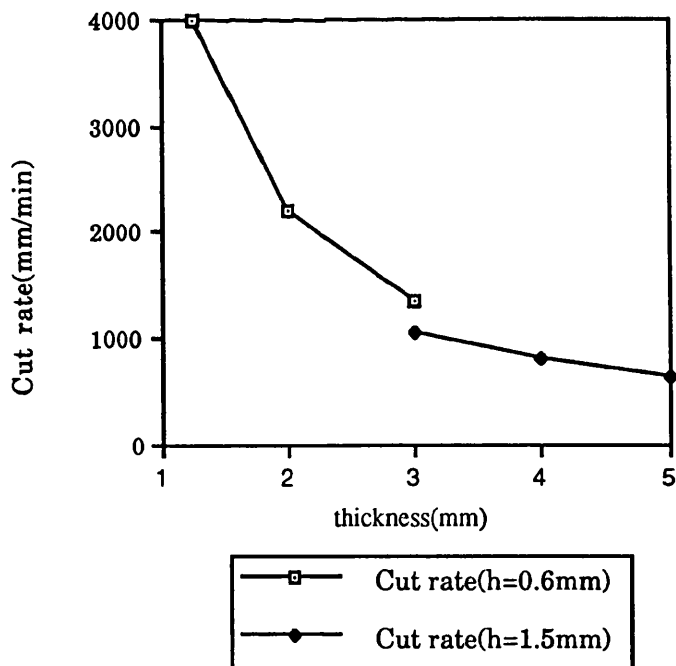 4000
3000
2000
1000
0
Cut rate(mm/min)
1 2 3 4 5
thickness(mm)
Cut rate(h=0.6mm)
Cut rate(h=1.5mm)